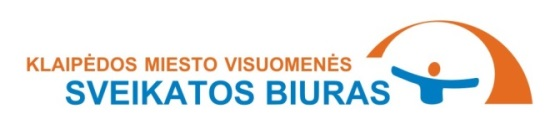 KLAIPĖDOS MIESTO VISUOMENĖS
SVEIKATOS BIURAS